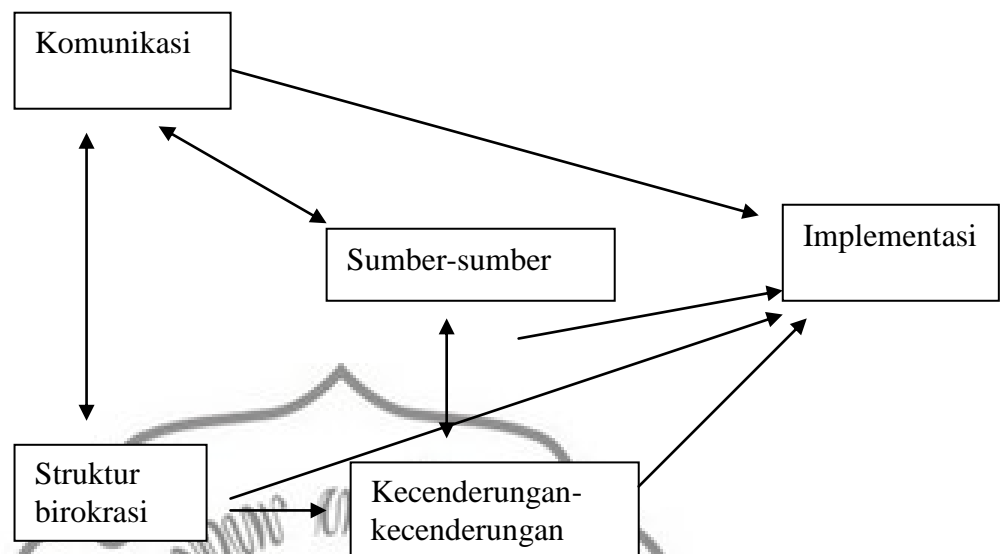 Komunikasi
Implementasi
Sumber-sumber
Struktur
birokrasi
Kecenderungan-
kecenderungan